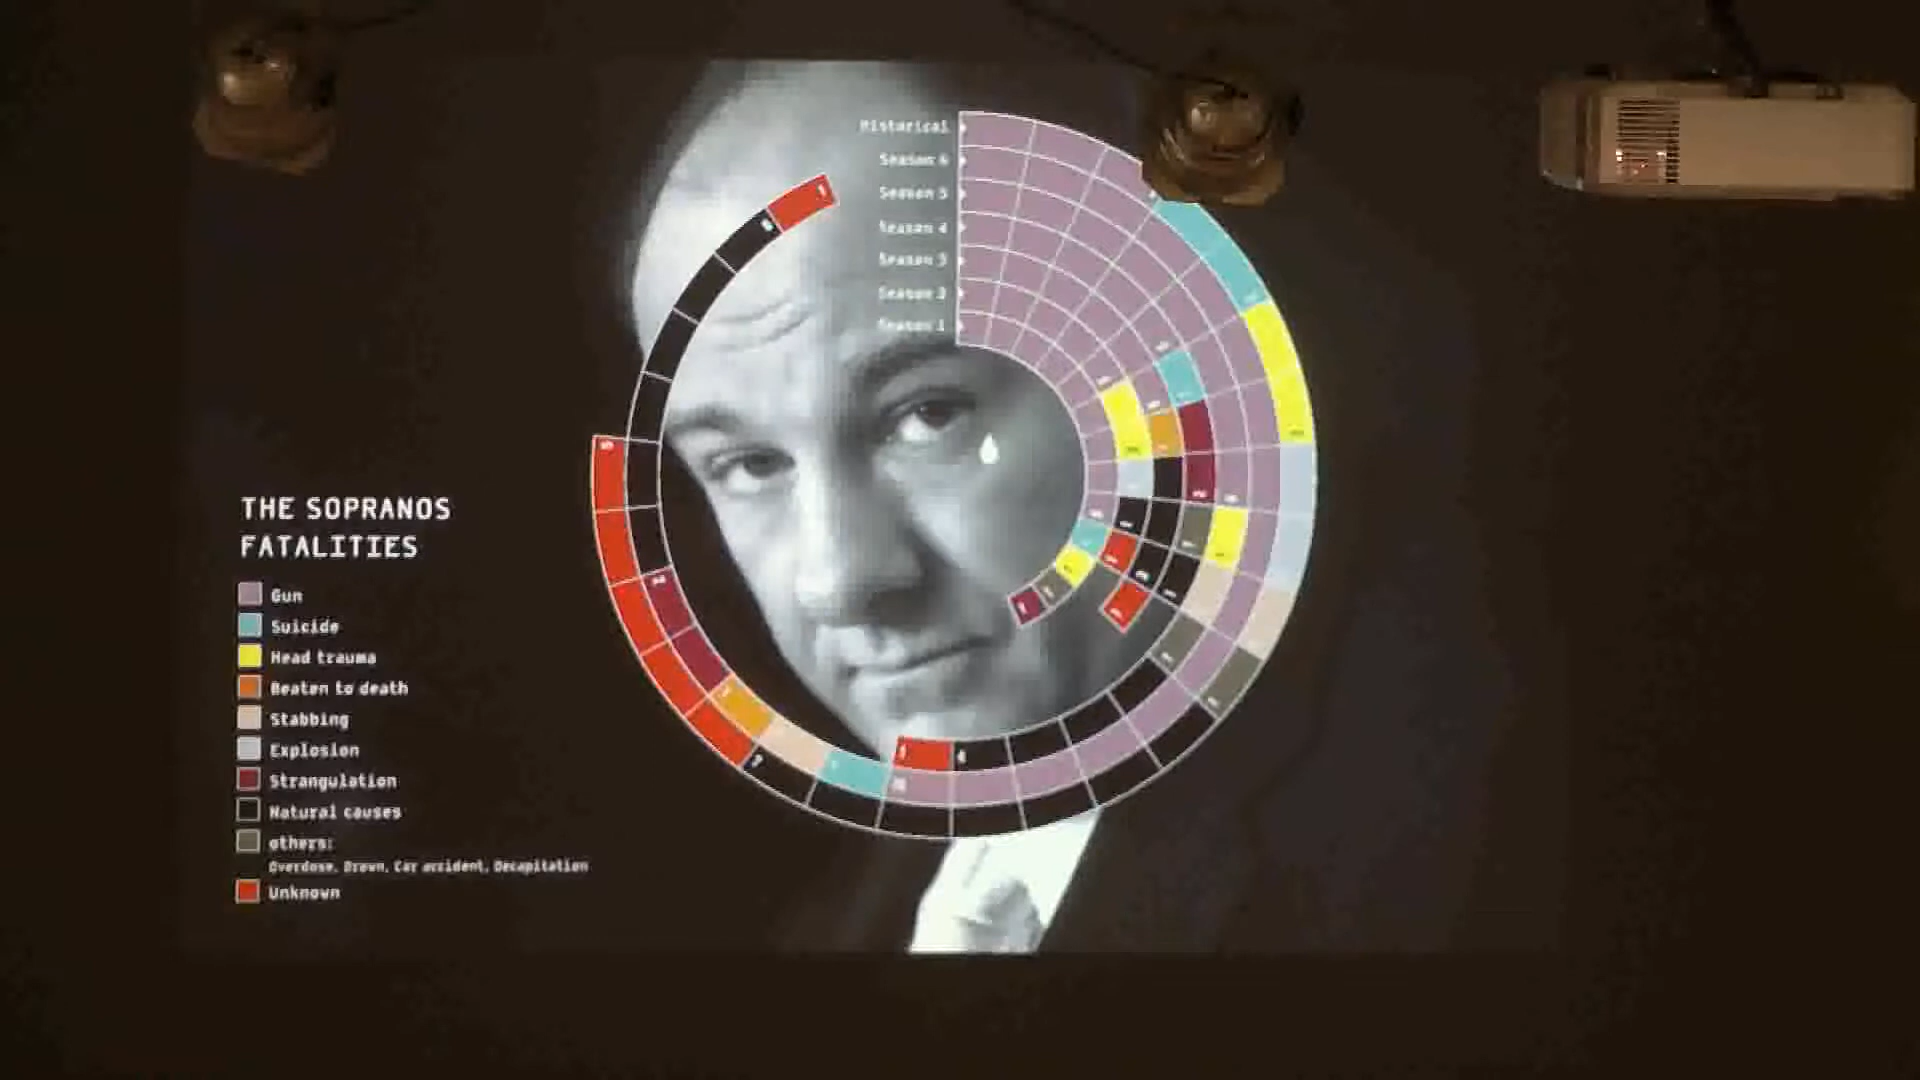 Historical
Season 6
Season 5
Season 4
Season 3
Season 2
Season 1
THE SOPRANOS
FATALITIES
Gun
Suicide
Head trauma
Beaten to death
Stabbing
Explosion
Strangulation
Natural causes
others:
Overdose, Drown, Car accident, Decapitation
Unknown